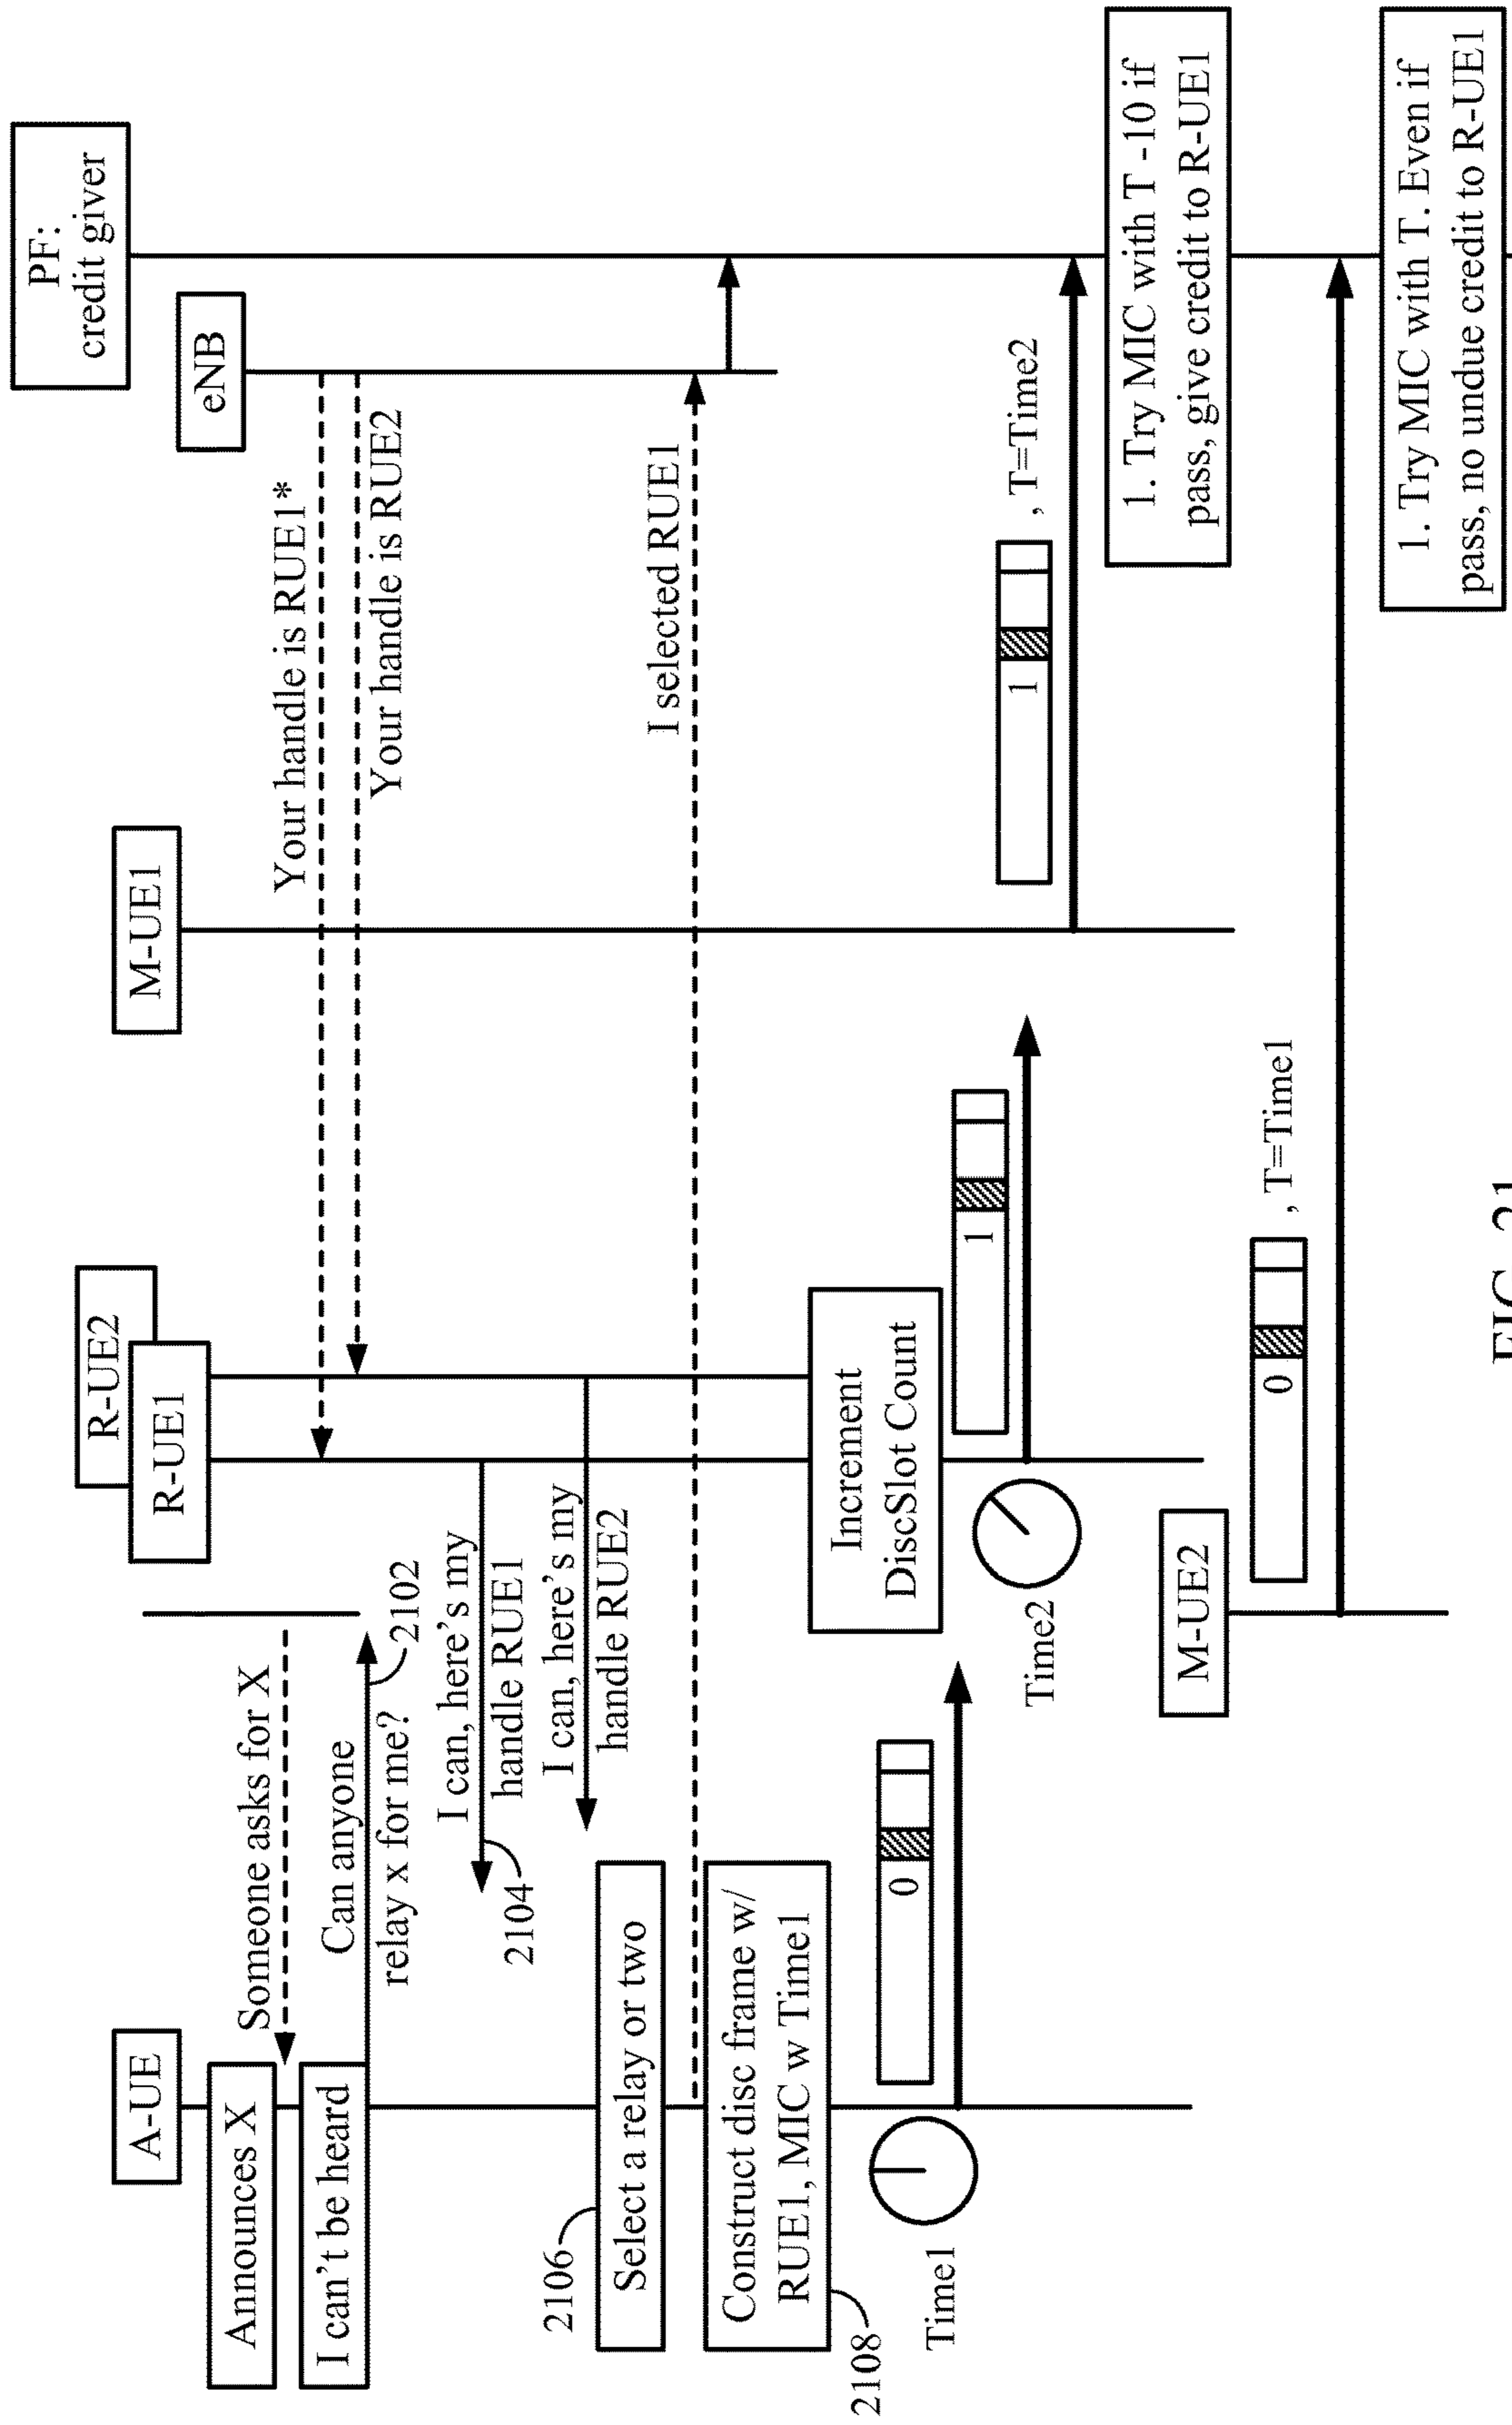 A-UE
R-UE2
R-UE1
M-UE1
eNB
PF:
credit giver
Announces X
Someone asks for X
I can't be heard
Can anyone
relay x for me?
2102
Your handle is RUE1*
Your handle is RUE2
I can, here's my
handle RUE1
2104
I can, here's my
handle RUE2
2106
Select a relay or two
I selected RUE1
Construct disc frame w/
RUE1, MIC w Time1
2108
Time1
0
Increment
DiscSlot Count
Time2
1
1
, T=Time2
1. Try MIC with T -10 if
pass, give credit to R-UE1
M-UE2
0
, T=Time1
1. Try MIC with T. Even if
pass, no undue credit to R-UE1
FIG. 21